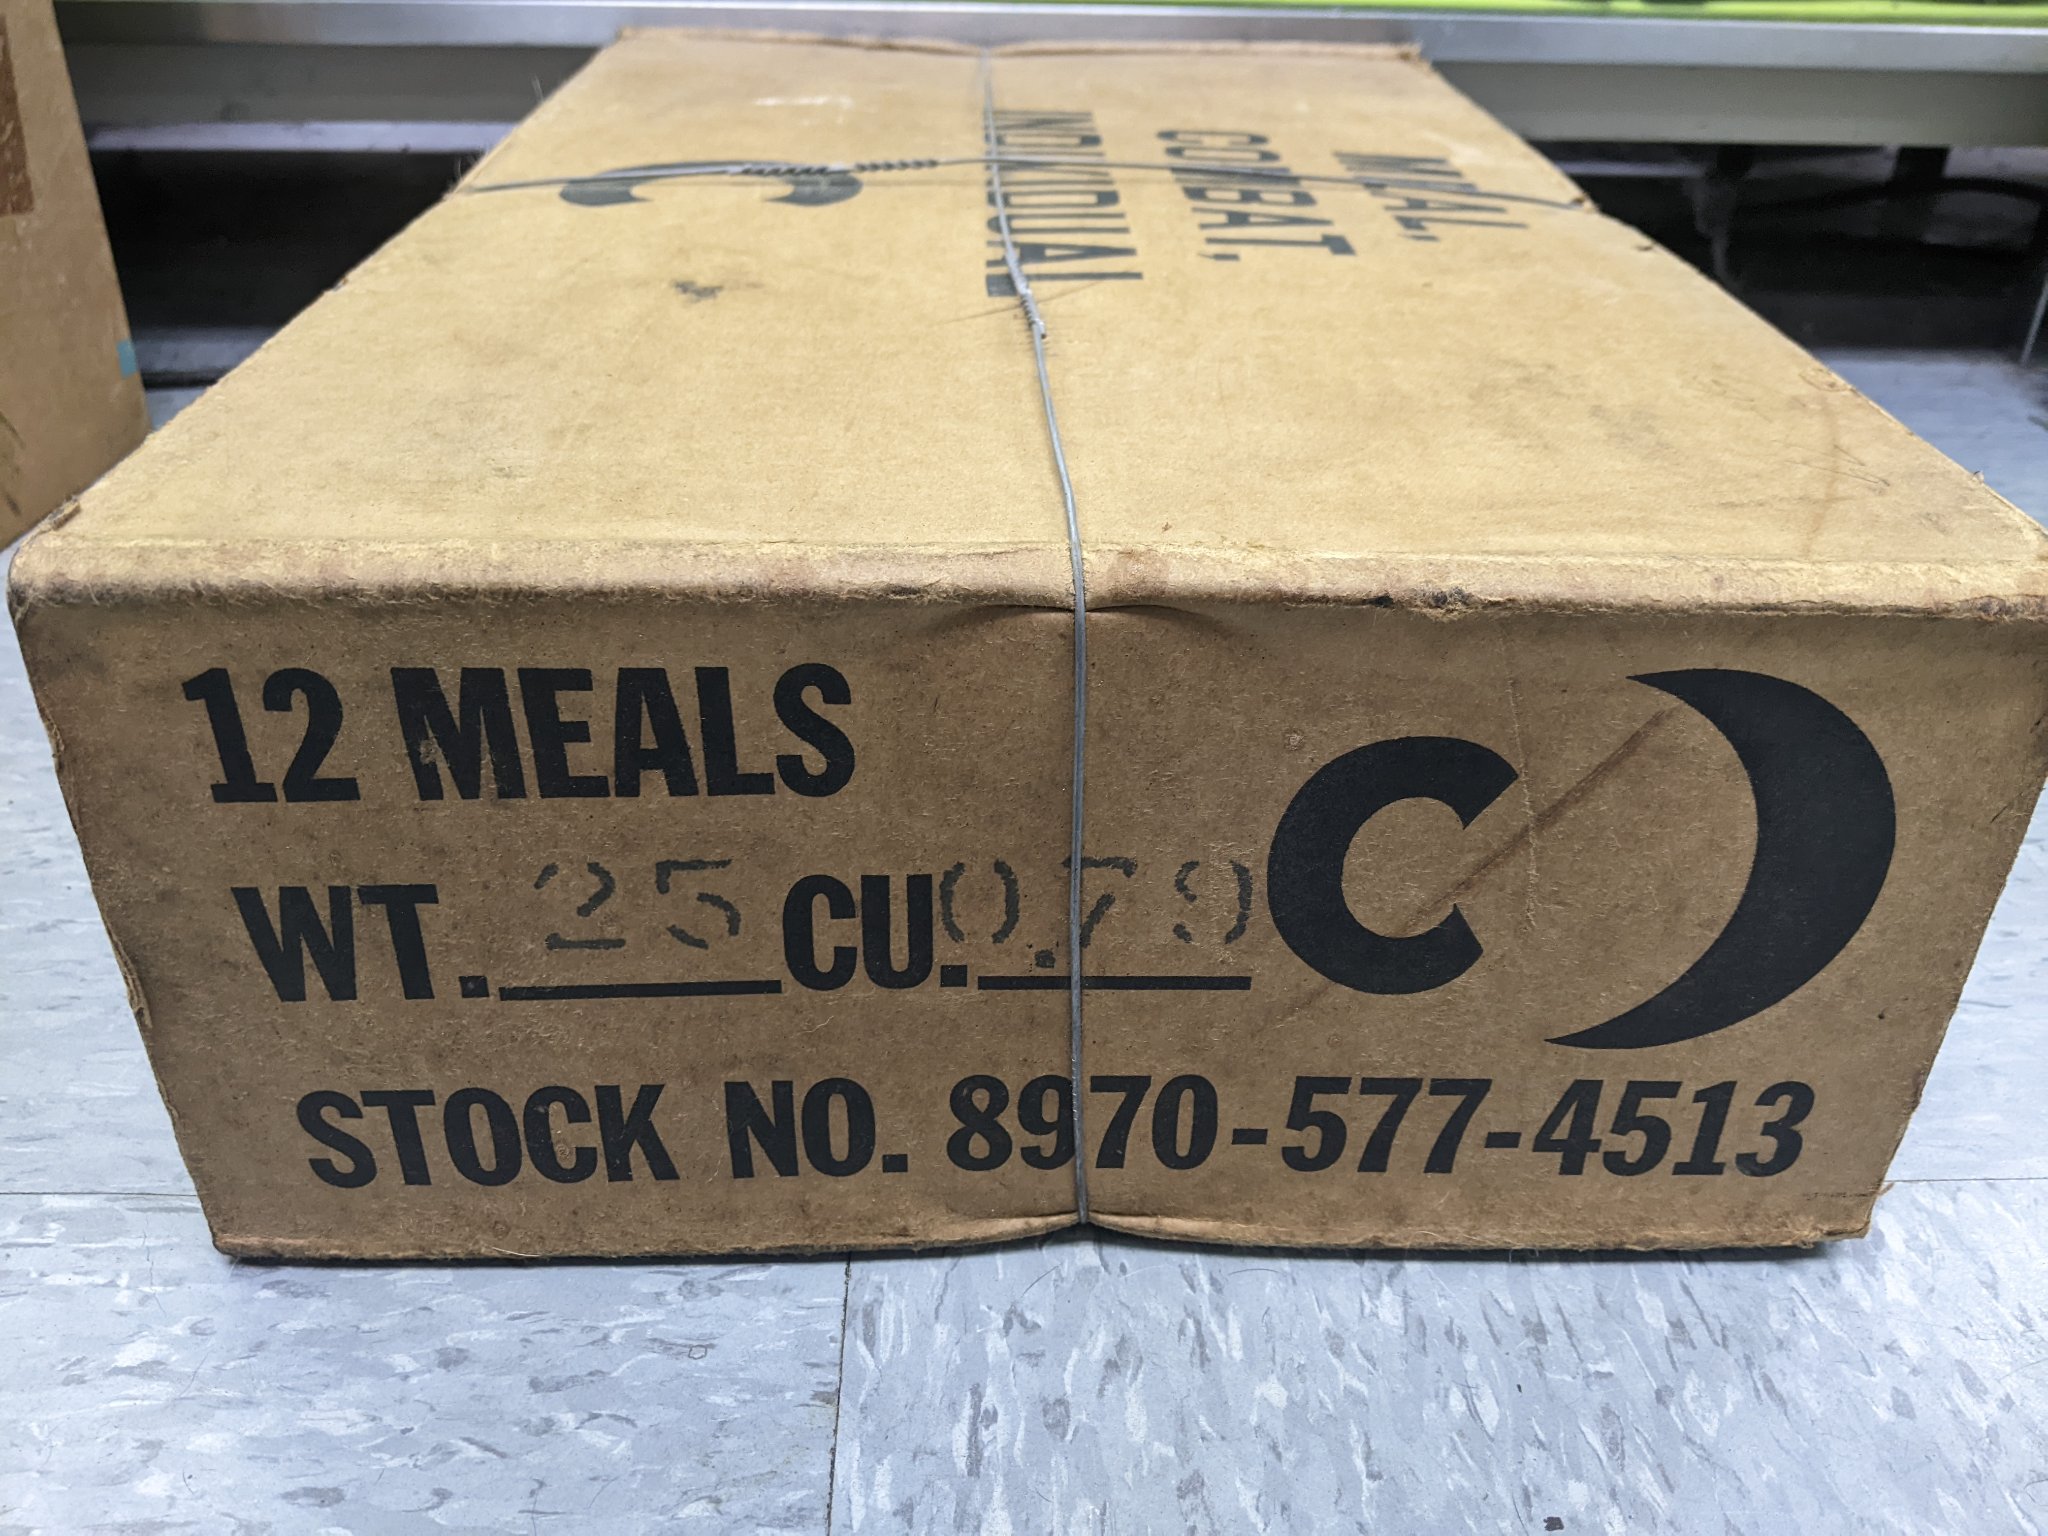 MEAL,
COMBAT,
INDIVIDUAL
12 MEALS
WT. 25 CU. 0.79
C
STOCK NO. 8970-577-4513